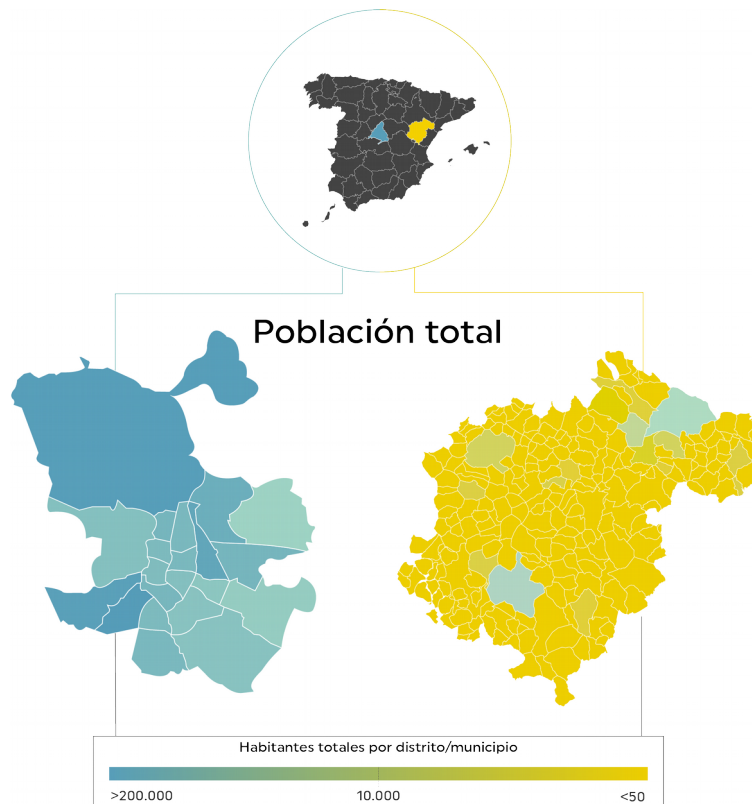 Población total
Habitantes totales por distrito/municipio
>200.000
10.000
<50